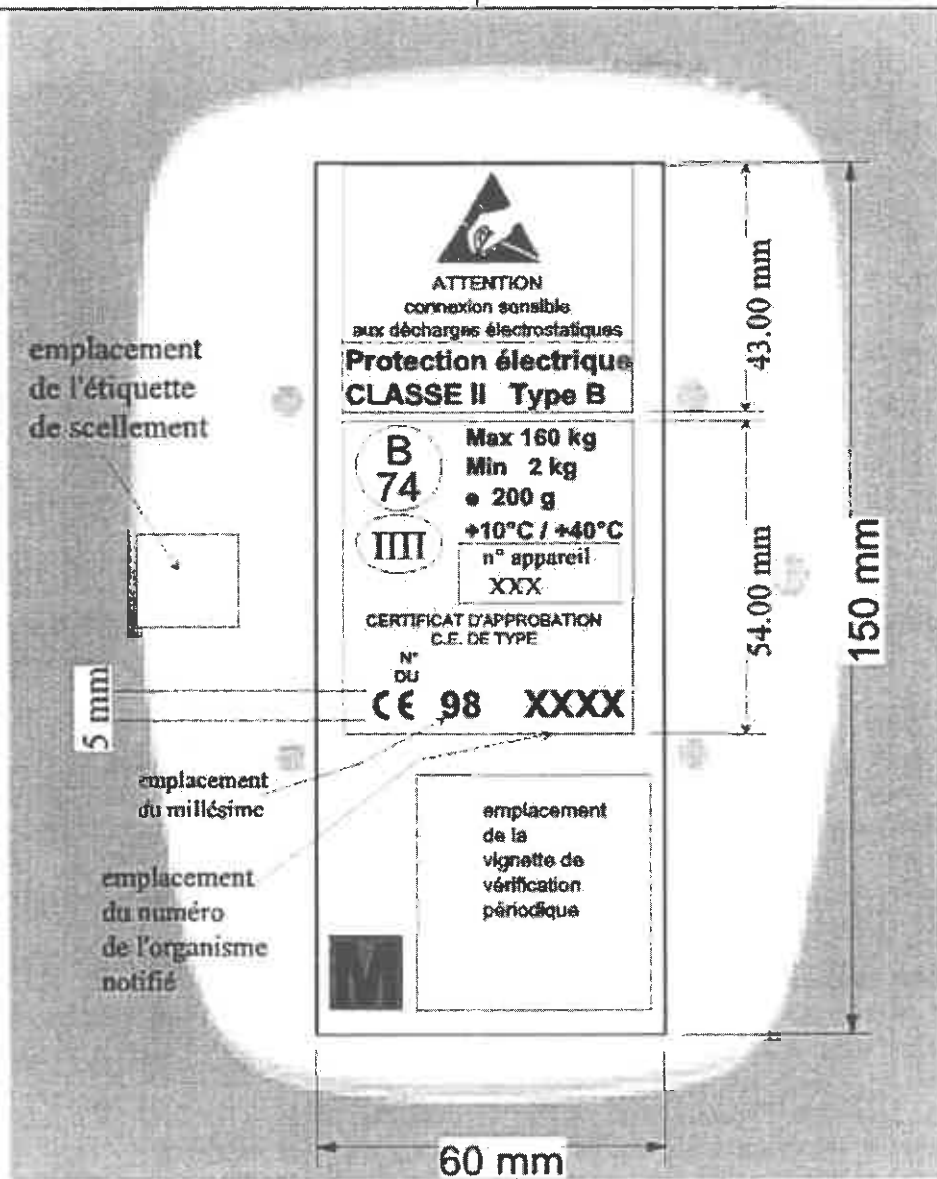 ATTENTION
connexion sensible
aux décharges électrostatiques
Protection électrique
CLASSE II Type B
43.00 mm
emplacement
de l'étiquette
de scellement
B
74
Max 160 kg
Min 2 kg
e 200 g
+10°C / +40°C
IIII
n° appareil
XXX
CERTIFICAT D'APPROBATION
C.E. DE TYPE
N°
DU
CE 98 XXXX
54.00 mm
150 mm
5 mm
emplacement
du millésime
emplacement
du numéro
de l'organisme
notifié
emplacement
de la
vignette de
vérification
périodique
M
60 mm